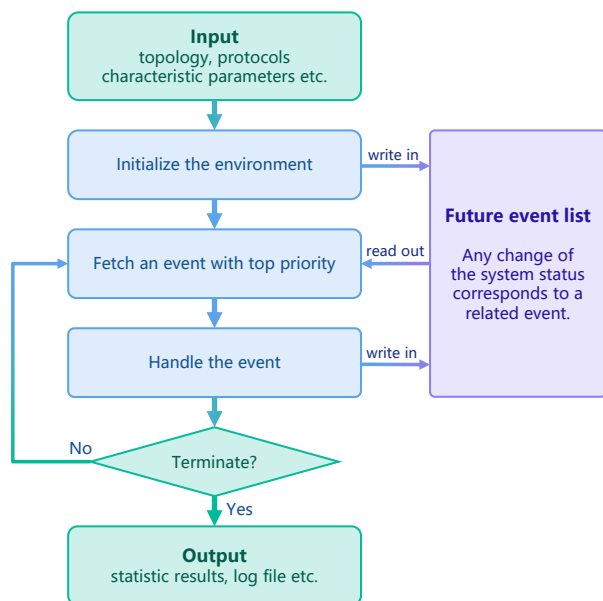 Input
topology, protocols
characteristic parameters etc.
Initialize the environment
write in
Future event list
Any change of
the system status
corresponds to a
related event.
Fetch an event with top priority
read out
Handle the event
write in
No
Terminate?
Yes
Output
statistic results, log file etc.